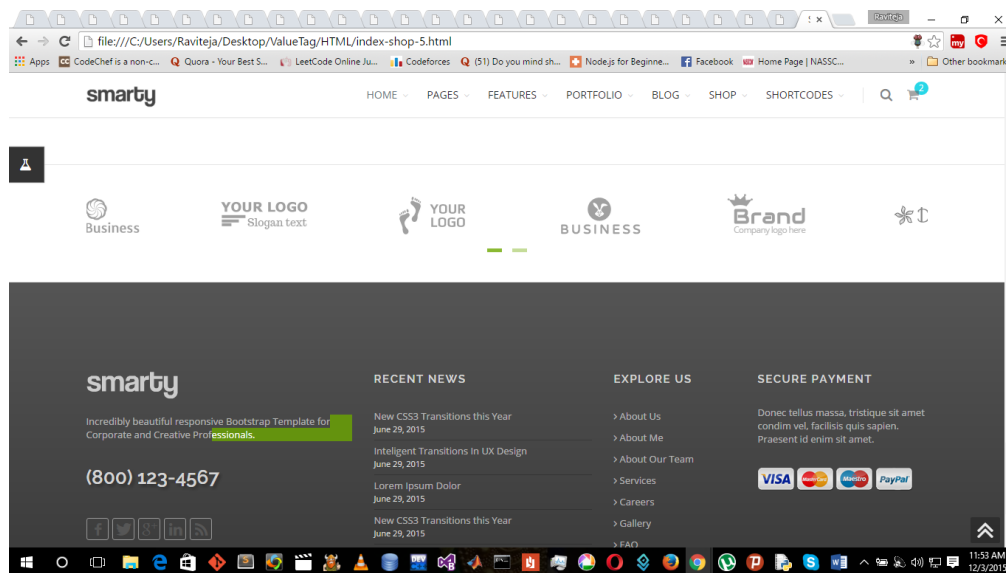 Raviteja
file:///C:/Users/Raviteja/Desktop/ValueTag/HTML/index-shop-5.html
my
Apps CC CodeChef is a non-c... Q Quora - Your Best S... LeetCode Online Ju... Codeforces Q (51) Do you mind sh... Node.js for Beginne... Facebook Home Page | NASSC... » Other bookmark
smarty HOME PAGES FEATURES PORTFOLIO BLOG SHOP SHORTCODES 2
Business
YOUR LOGO
Slogan text
YOUR
LOGO
BUSINESS
Brand
Company logo here
smarty
Incredibly beautiful responsive Bootstrap Template for
Corporate and Creative Professionals.
(800) 123-4567
RECENT NEWS
New CSS3 Transitions this Year
June 29, 2015
Inteligent Transitions In UX Design
June 29, 2015
Lorem Ipsum Dolor
June 29, 2015
New CSS3 Transitions this Year
June 29, 2015
EXPLORE US
> About Us
> About Me
> About Our Team
> Services
> Careers
> Gallery
> FAQ
SECURE PAYMENT
Donec tellus massa, tristique sit amet
condim vel, facilisis quis sapien.
Praesent id enim sit amet.
VISA MasterCard Maestro PayPal
11:53 AM